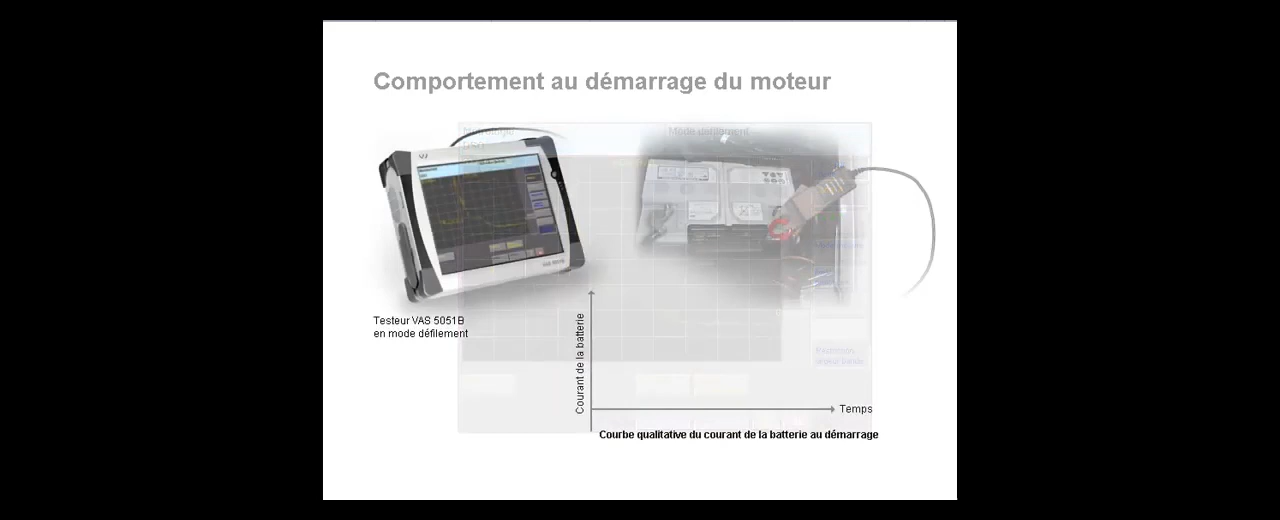 Comportement au démarrage du moteur
Mode défilement
Testeur VAS 5051B
en mode défilement
Courant de la batterie
Temps
Courbe qualitative du courant de la batterie au démarrage